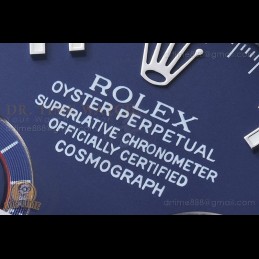 ROLEX
OYSTER PERPETUAL
SUPERLATIVE CHRONOMETER
OFFICIALLY CERTIFIED
COSMOGRAPH